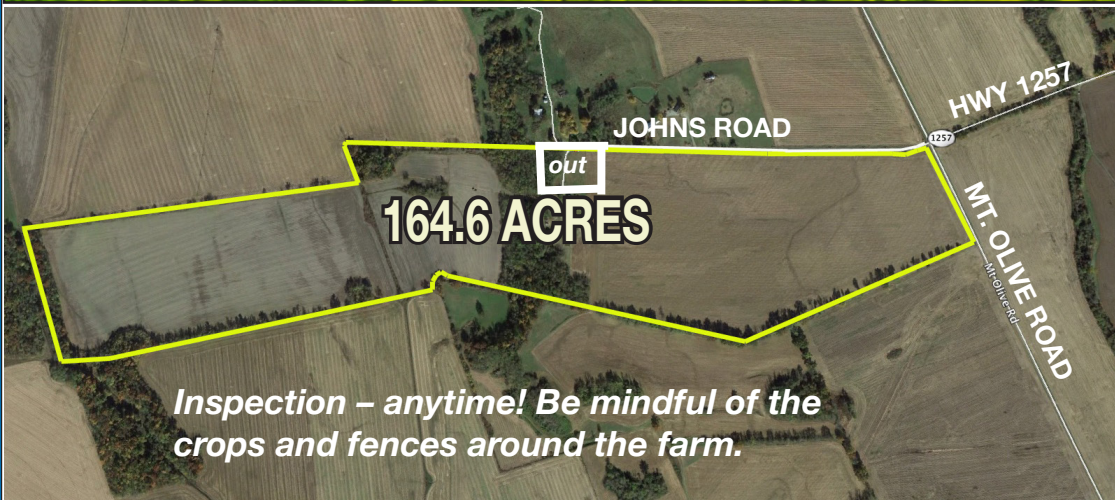 HWY 1257
JOHNS ROAD
1257
out
164.6 ACRES
MT. OLIVE ROAD
Mt Olive Rd
Inspection – anytime! Be mindful of the
crops and fences around the farm.